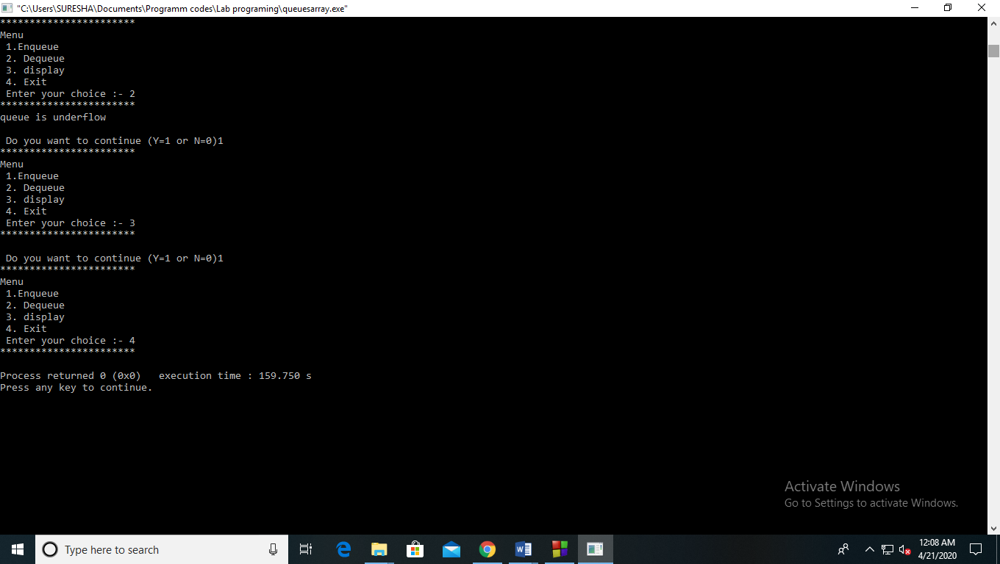 "C:\Users\SURESHA\Documents\Programm codes\Lab programing\queuesarray.exe"
***********************
Menu
 1.Enqueue
 2. Dequeue
 3. display
 4. Exit
 Enter your choice :- 2
***********************
queue is underflow

 Do you want to continue (Y=1 or N=0)1
***********************
Menu
 1.Enqueue
 2. Dequeue
 3. display
 4. Exit
 Enter your choice :- 3
***********************

 Do you want to continue (Y=1 or N=0)1
***********************
Menu
 1.Enqueue
 2. Dequeue
 3. display
 4. Exit
 Enter your choice :- 4
***********************

Process returned 0 (0x0)   execution time : 159.750 s
Press any key to continue.
Activate Windows
Go to Settings to activate Windows.
Type here to search
12:08 AM
4/21/2020